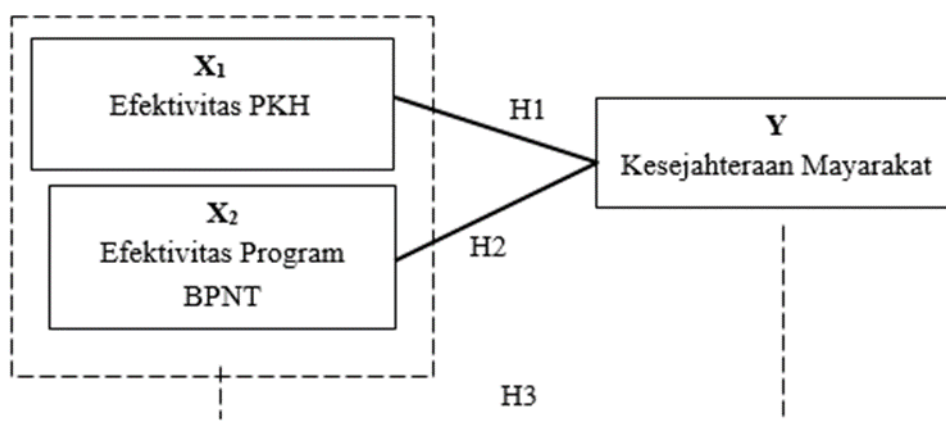 X₁
Efektivitas PKH
H1
Y
Kesejahteraan Mayarakat
X₂
Efektivitas Program
BPNT
H2
H3